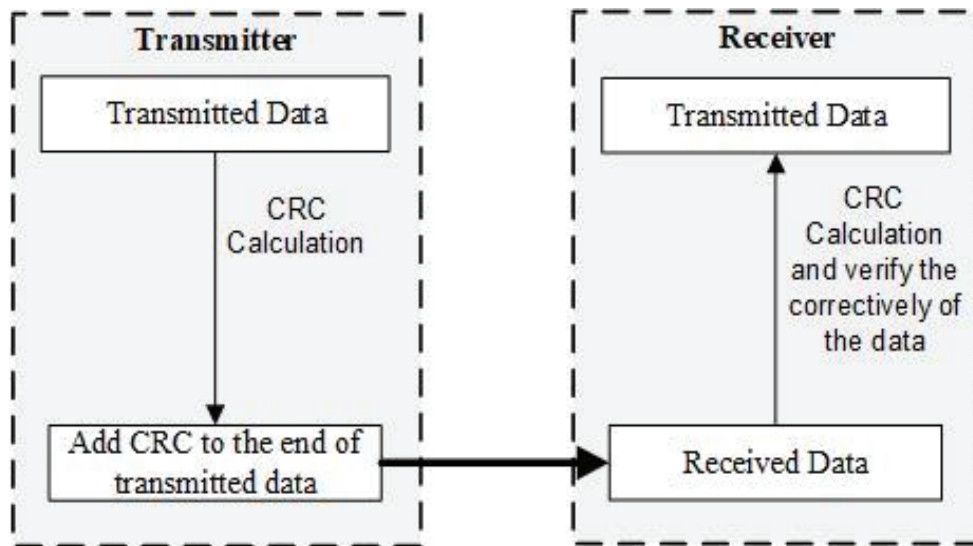 Transmitter
Transmitted Data
CRC
Calculation
Add CRC to the end of
transmitted data
Receiver
Transmitted Data
CRC
Calculation
and verify the
correctively of
the data
Received Data